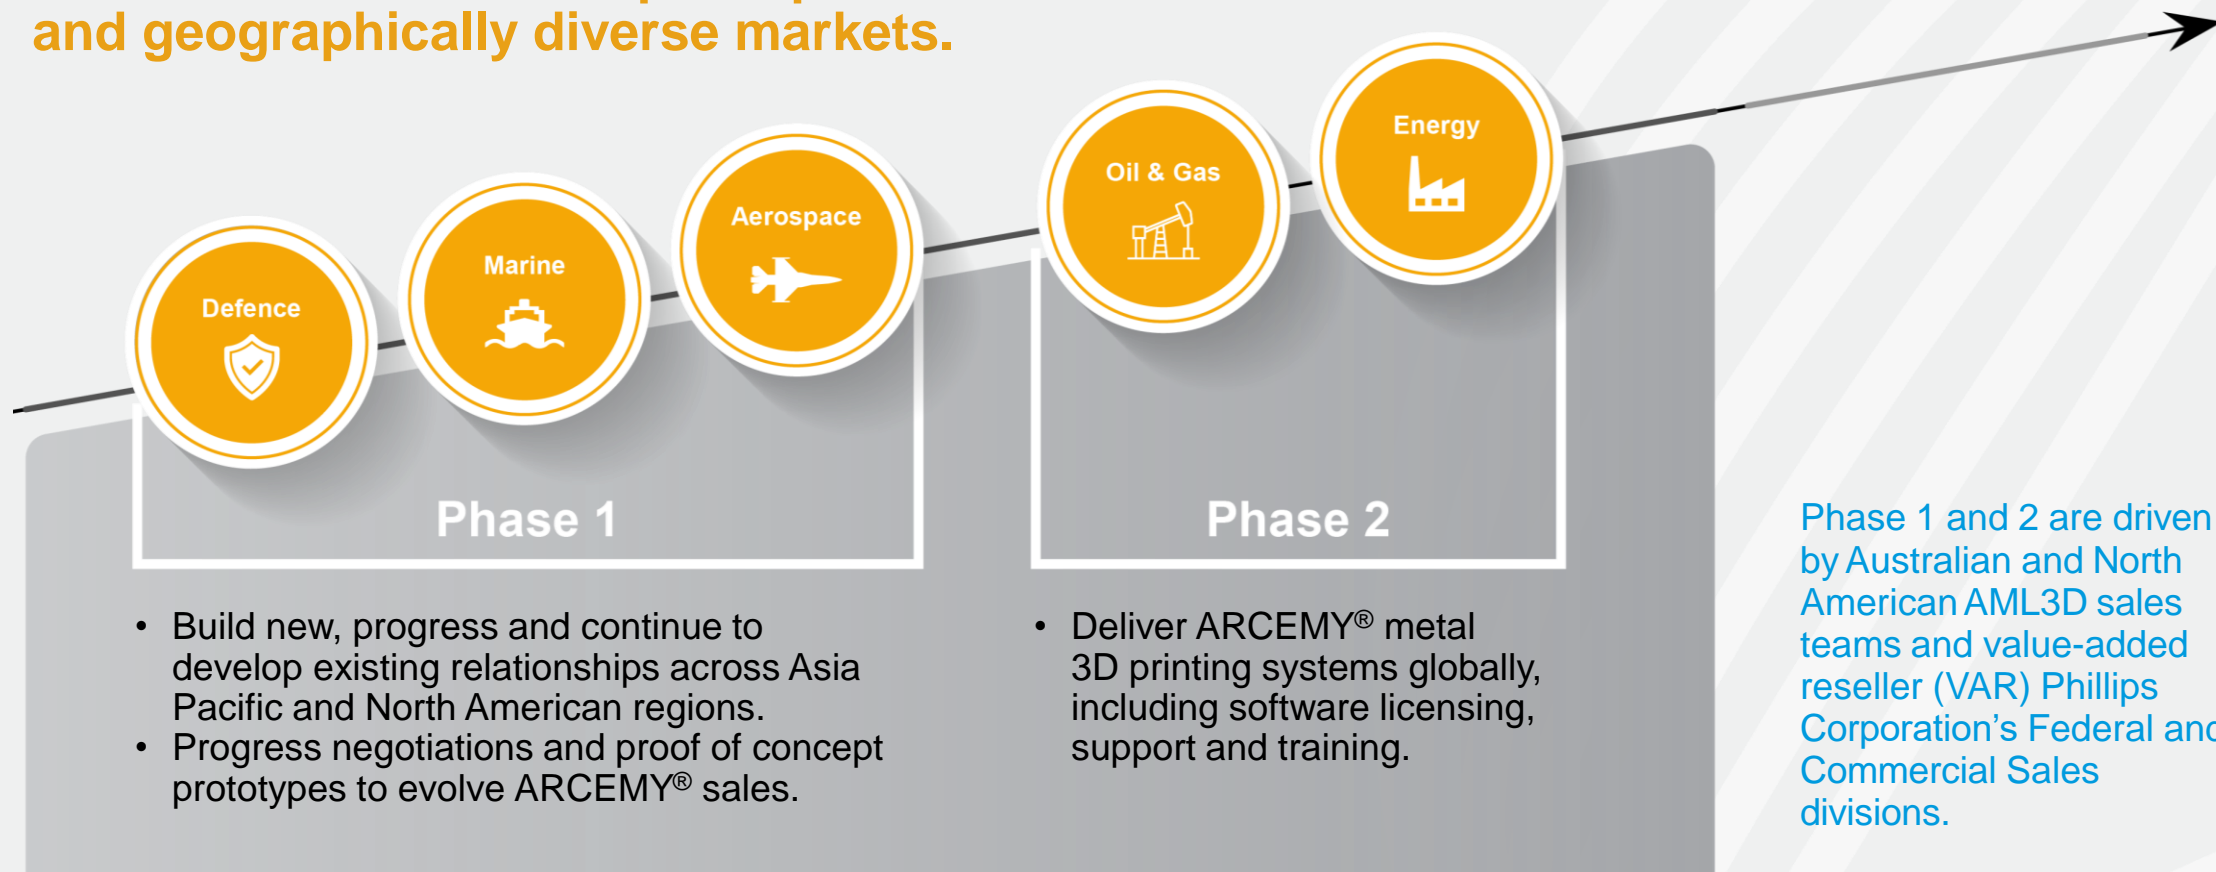 and geographically diverse markets.
Defence
Marine
Aerospace
Oil & Gas
Energy
Phase 1
Phase 2
• Build new, progress and continue to
develop existing relationships across Asia
Pacific and North American regions.
• Progress negotiations and proof of concept
prototypes to evolve ARCEMY® sales.
• Deliver ARCEMY® metal
3D printing systems globally,
including software licensing,
support and training.
Phase 1 and 2 are driven
by Australian and North
American AML3D sales
teams and value-added
reseller (VAR) Phillips
Corporation’s Federal and
Commercial Sales
divisions.